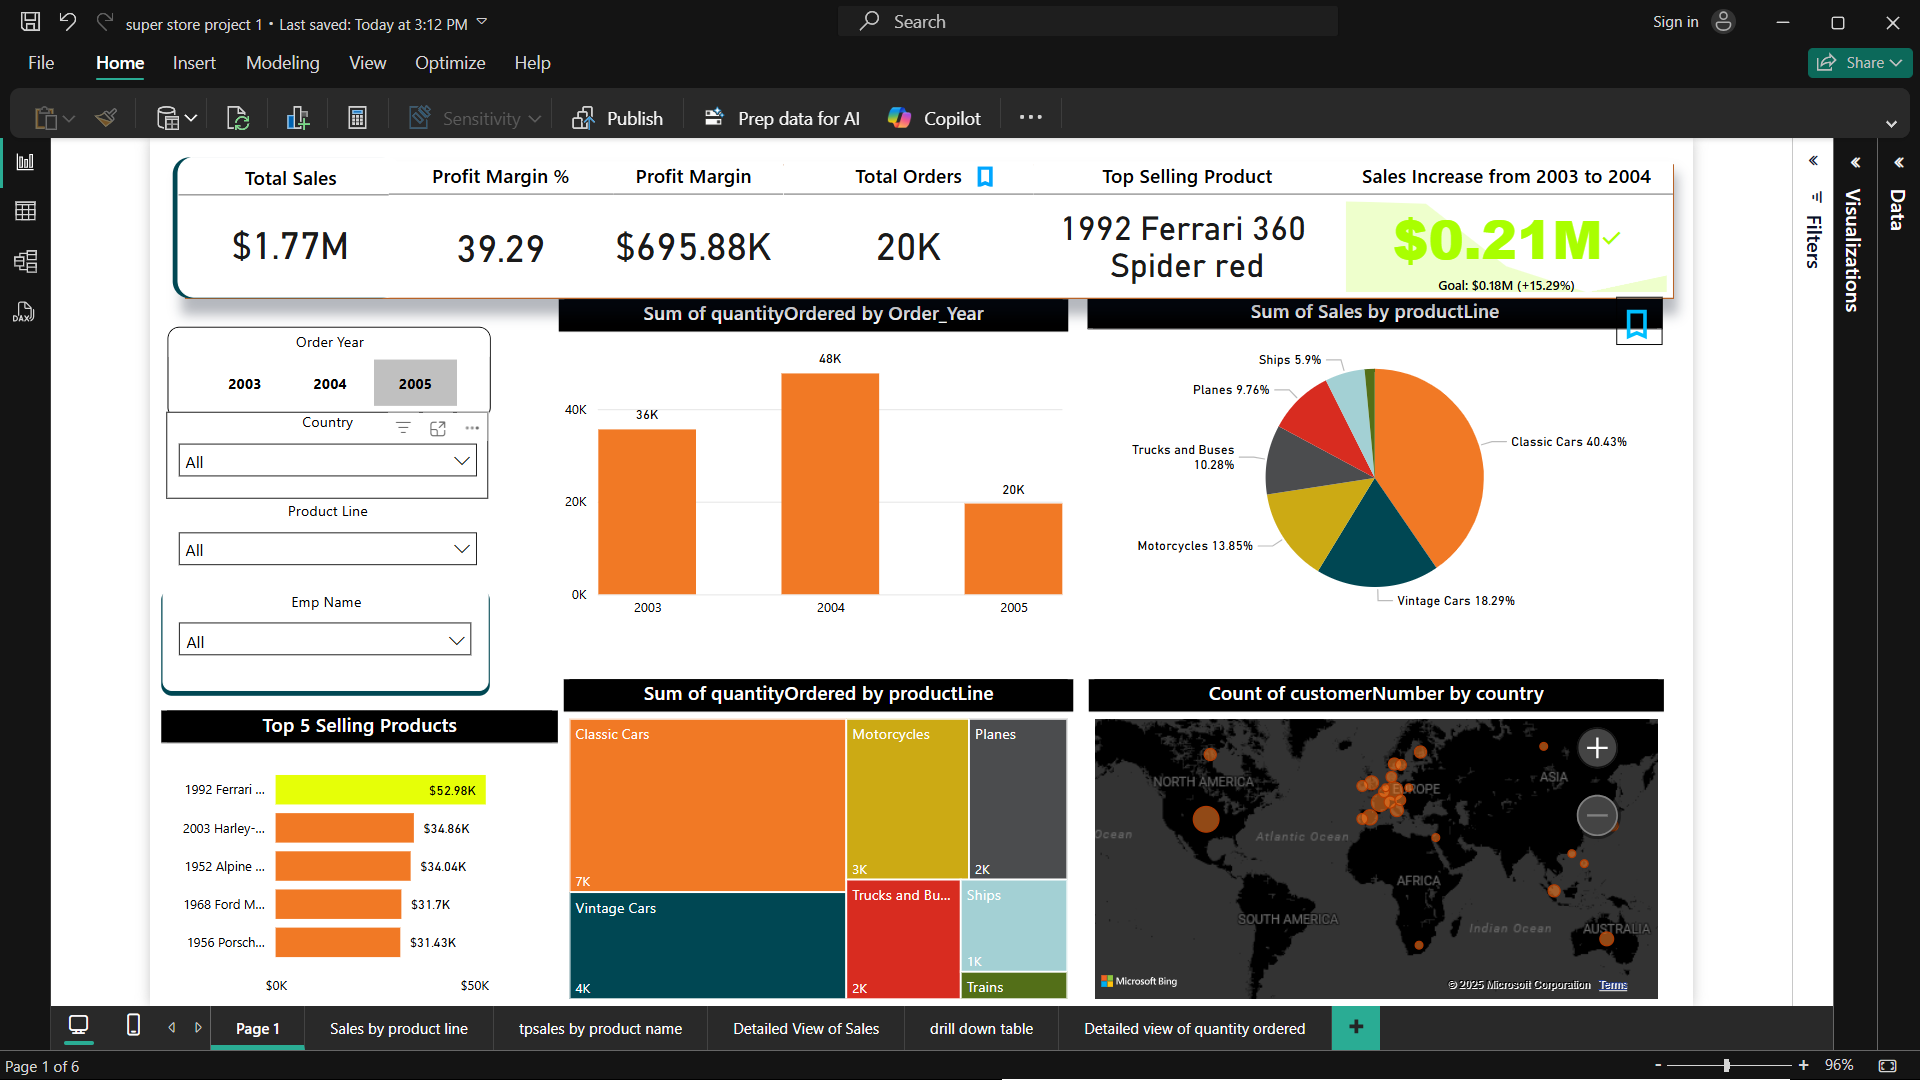 super store project 1 • Last saved: Today at 3:12 PM
Search
Sign in
File
Home
Insert
Modeling
View
Optimize
Help
Share
Sensitivity
Publish
Prep data for AI
Copilot
DAX
Total Sales
$1.77M
Profit Margin %
39.29
Profit Margin
$695.88K
Total Orders
20K
Top Selling Product
1992 Ferrari 360
Spider red
Sales Increase from 2003 to 2004
$0.21M
Goal: $0.18M (+15.29%)
Filters
Visualizations
Data
Order Year
2003 2004 2005
Country
All
Product Line
All
Emp Name
All
Sum of quantityOrdered by Order_Year
40K
20K
0K
36K
48K
20K
2003
2004
2005
Sum of Sales by productLine
Ships 5.9%
Planes 9.76%
Trucks and Buses
10.28%
Motorcycles 13.85%
Classic Cars 40.43%
Vintage Cars 18.29%
Top 5 Selling Products
1992 Ferrari ... $52.98K
2003 Harley-... $34.86K
1952 Alpine ... $34.04K
1968 Ford M... $31.7K
1956 Porsch... $31.43K
$0K $50K
Sum of quantityOrdered by productLine
Classic Cars
7K
Vintage Cars
4K
Motorcycles
3K
Planes
2K
Trucks and Bu...
2K
Ships
1K
Trains
Count of customerNumber by country
NORTH AMERICA
EUROPE
ASIA
Ocean
Atlantic Ocean
AFRICA
SOUTH AMERICA
Indian Ocean
AUSTRALIA
Microsoft Bing
© 2025 Microsoft Corporation Terms
Page 1
Sales by product line
tpsales by product name
Detailed View of Sales
drill down table
Detailed view of quantity ordered
Page 1 of 6
96%